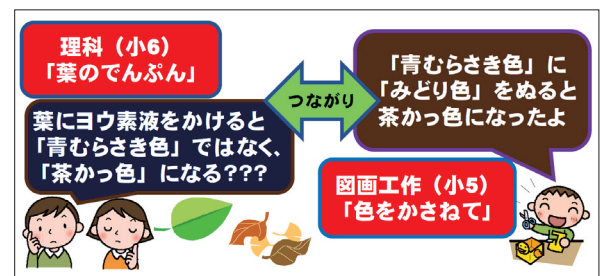 理科（小6）
「葉のでんぷん」
葉にヨウ素液をかけると
「青むらさき色」ではなく、
「茶かっ色」になる???
つながり
「青むらさき色」に
「みどり色」をぬると
茶かっ色になったよ
図画工作（小5）
「色をかさねて」